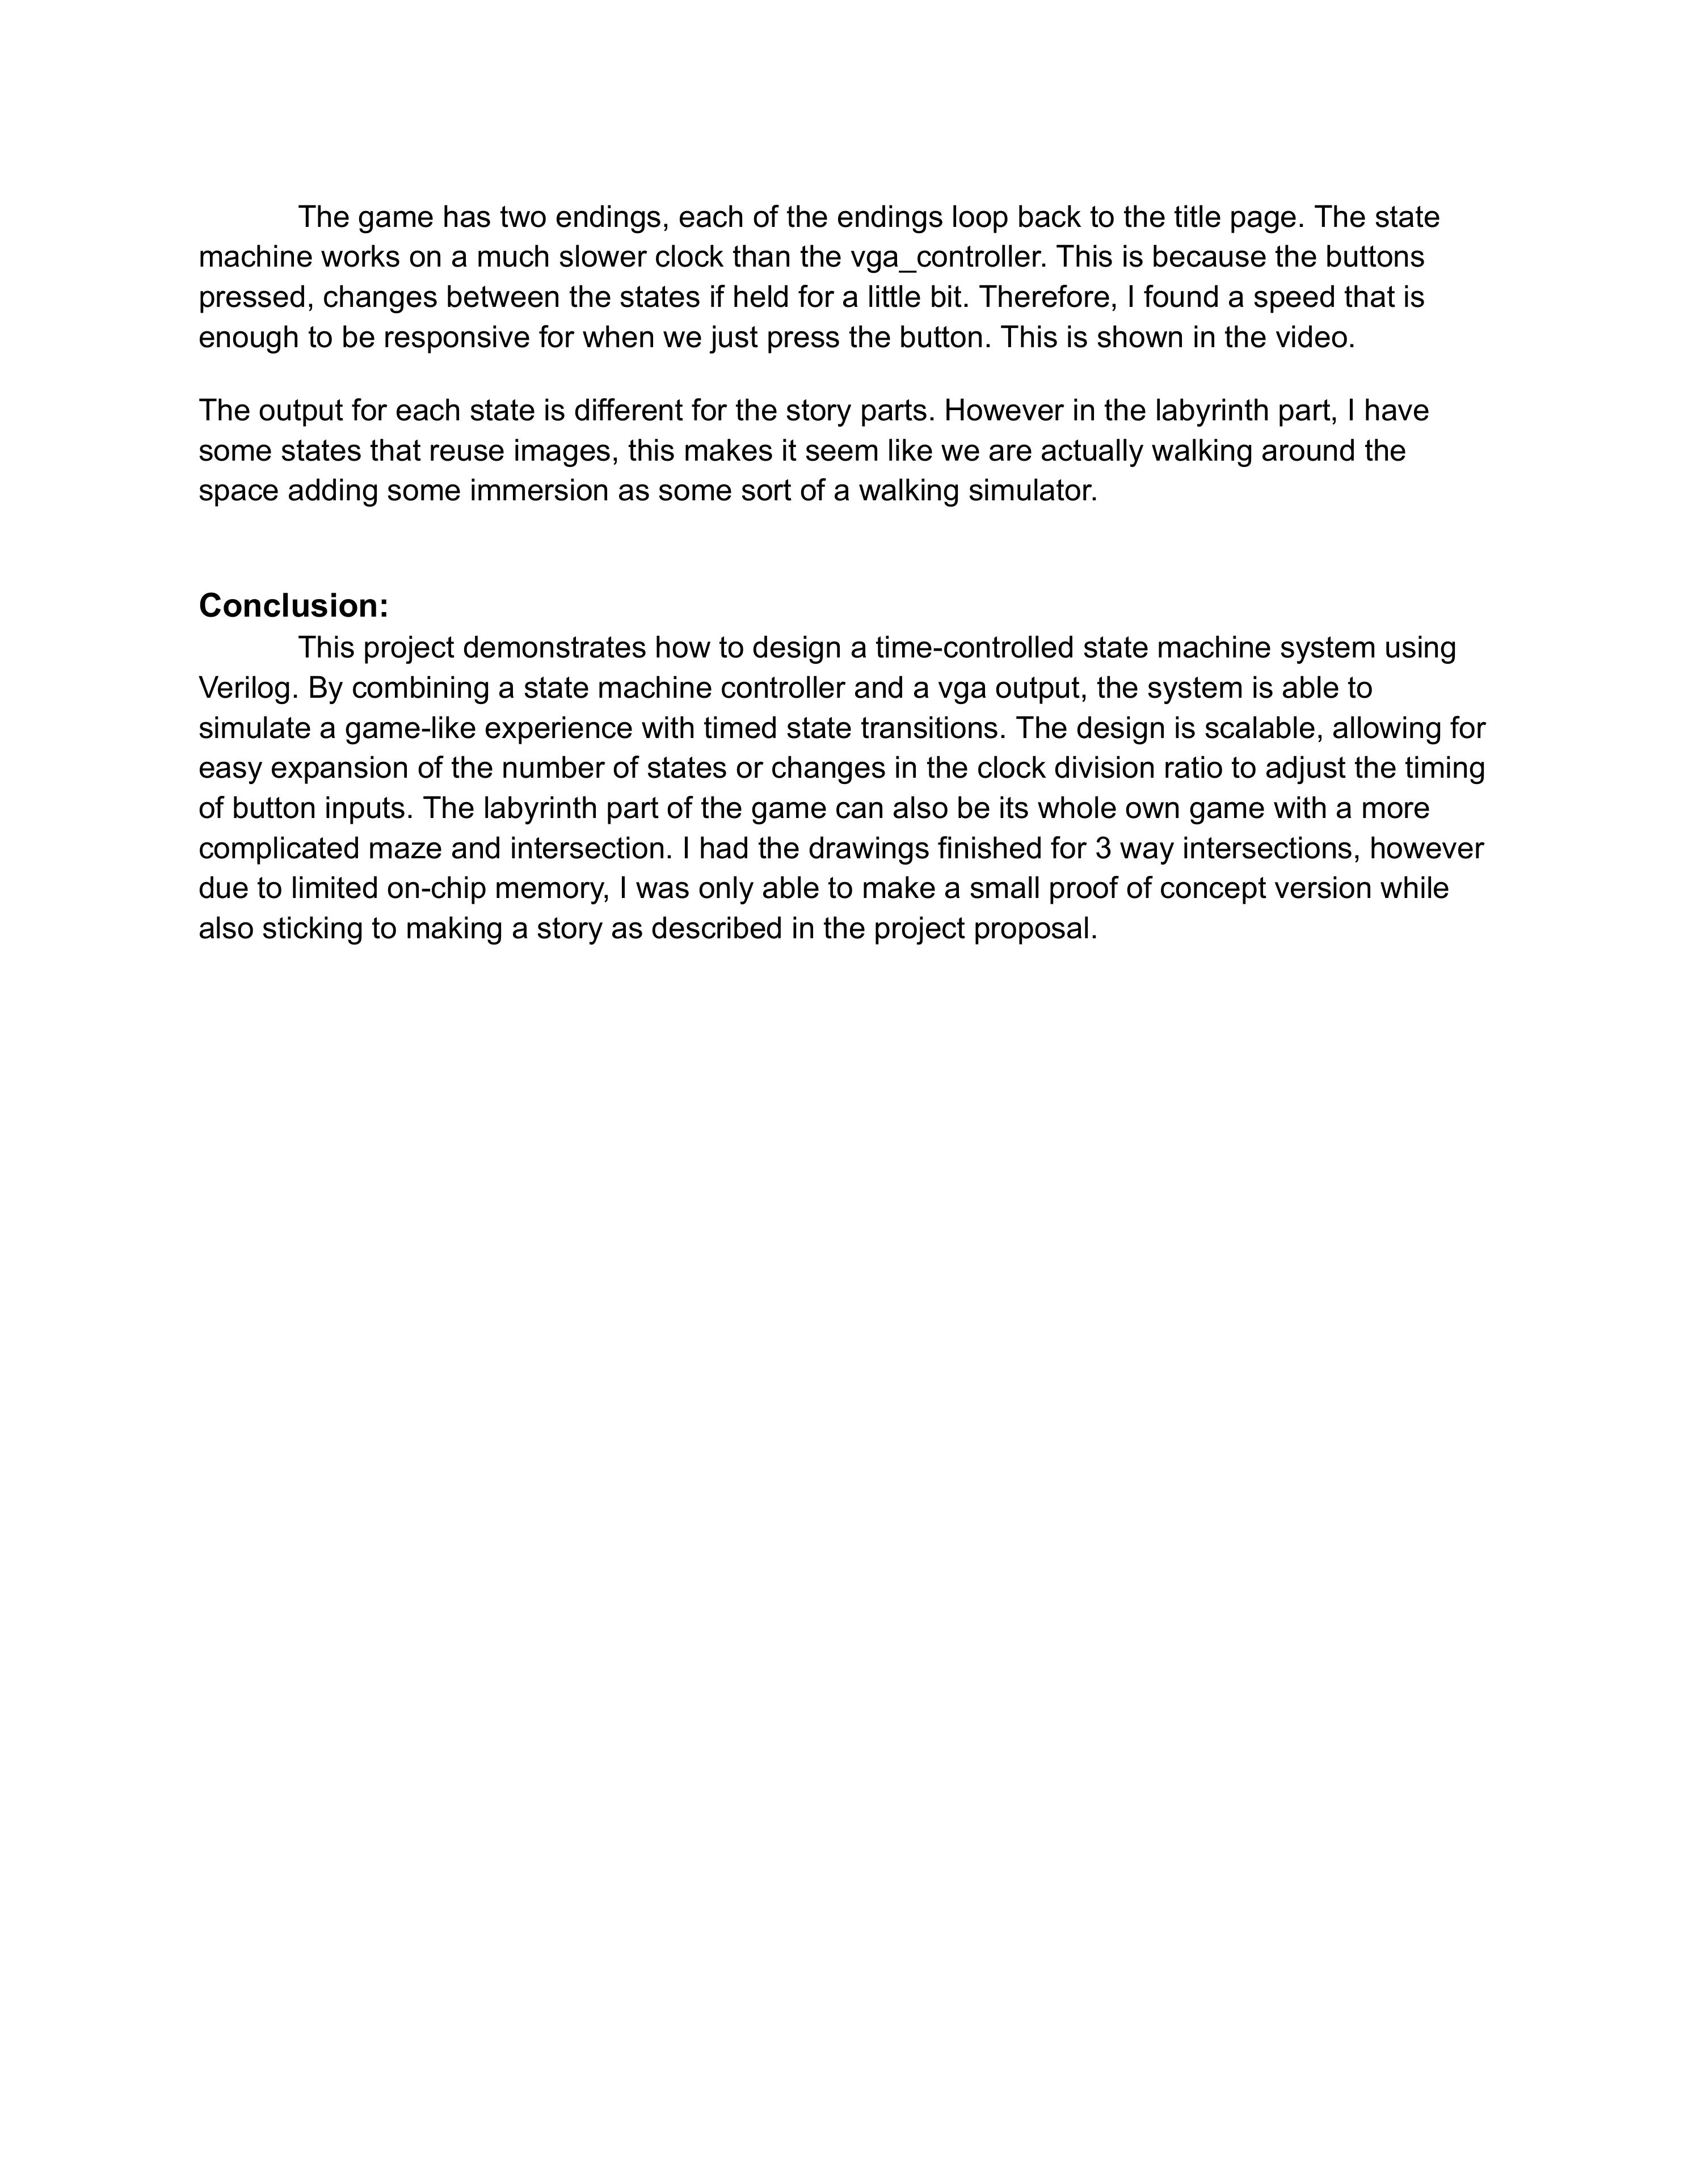 The game has two endings, each of the endings loop back to the title page. The state
machine works on a much slower clock than the vga_controller. This is because the buttons
pressed, changes between the states if held for a little bit. Therefore, I found a speed that is
enough to be responsive for when we just press the button. This is shown in the video.
The output for each state is different for the story parts. However in the labyrinth part, I have
some states that reuse images, this makes it seem like we are actually walking around the
space adding some immersion as some sort of a walking simulator.
Conclusion:
This project demonstrates how to design a time-controlled state machine system using
Verilog. By combining a state machine controller and a vga output, the system is able to
simulate a game-like experience with timed state transitions. The design is scalable, allowing for
easy expansion of the number of states or changes in the clock division ratio to adjust the timing
of button inputs. The labyrinth part of the game can also be its whole own game with a more
complicated maze and intersection. I had the drawings finished for 3 way intersections, however
due to limited on-chip memory, I was only able to make a small proof of concept version while
also sticking to making a story as described in the project proposal.